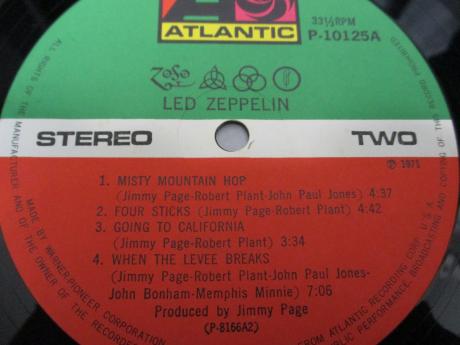 33⅓RPM
ATLANTIC
P-10125A
LED ZEPPELIN
STEREO
TWO
℗ 1971
1. MISTY MOUNTAIN HOP
(Jimmy Page-Robert Plant-John Paul Jones) 4:37
2. FOUR STICKS (Jimmy Page-Robert Plant) 4:42
3. GOING TO CALIFORNIA
(Jimmy Page-Robert Plant) 3:34
4. WHEN THE LEVEE BREAKS
(Jimmy Page-Robert Plant-John Paul Jones-
John Bonham-Memphis Minnie) 7:06
Produced by Jimmy Page
(P-8166A2)
MADE BY WARNER-PIONEER CORPORATION
FROM ATLANTIC RECORDING CORP. U.S.A.
ALL RIGHTS OF THE MANUFACTURER AND OF THE OWNER OF THE RECORDED
PUBLIC PERFORMANCE, BROADCASTING AND COPYING OF THE RECORD PROHIBITED